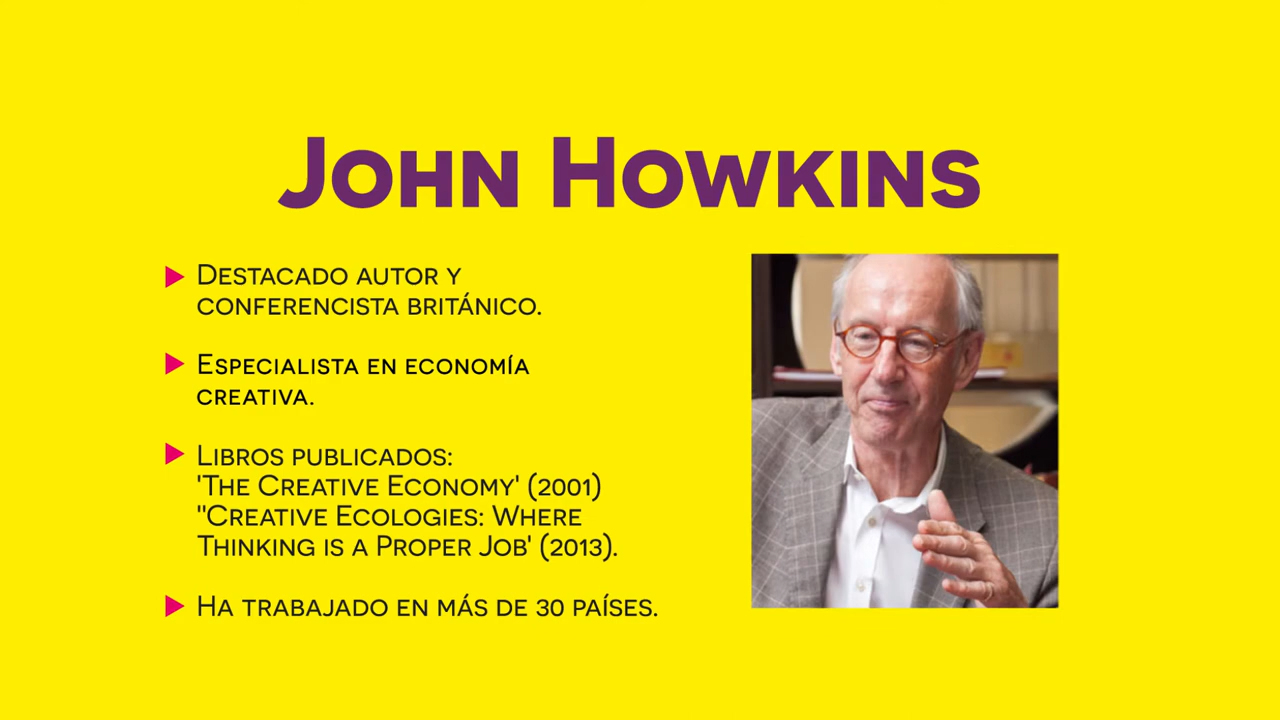 John Howkins
Destacado autor y
conferencista británico.
Especialista en economía
creativa.
Libros publicados:
'The Creative Economy' (2001)
"Creative Ecologies: Where
Thinking is a Proper Job' (2013).
Ha trabajado en más de 30 países.